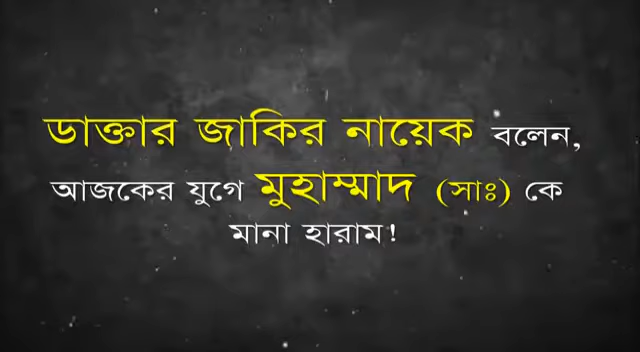 ডাক্তার জাকির নায়েক বলেন,
আজকের যুগে মুহাম্মাদ (সাঃ) কে
মানা হারাম!